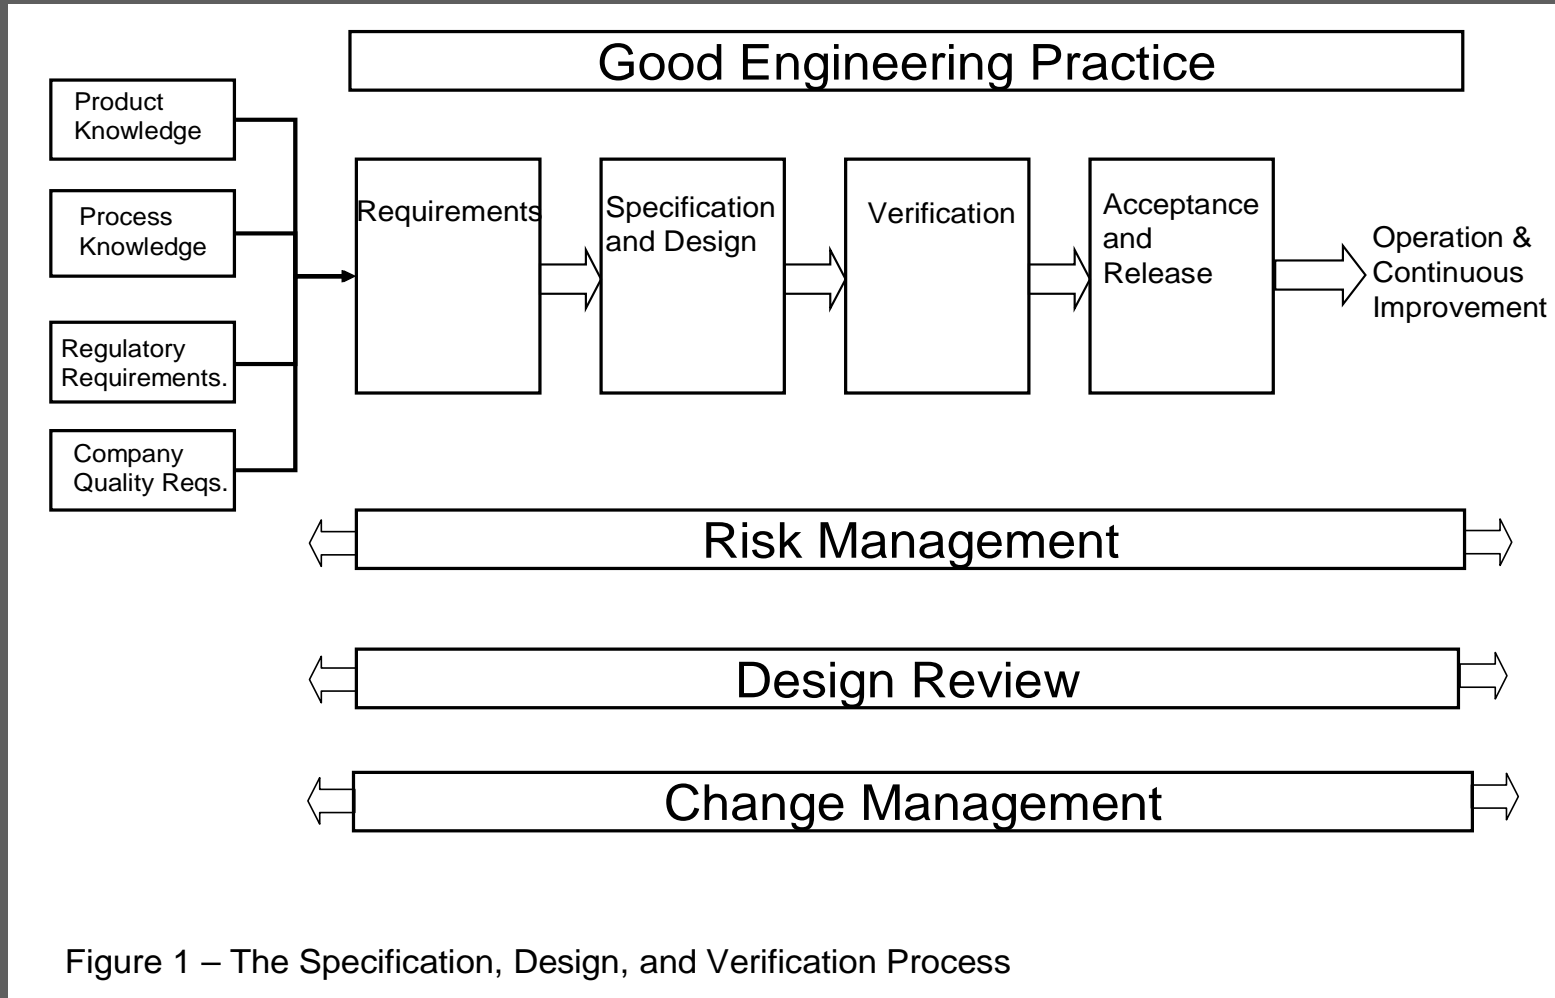 Good Engineering Practice
Product
Knowledge
Process
Knowledge
Regulatory
Requirements.
Company
Quality Reqs.
Requirements
Specification
and Design
Verification
Acceptance
and
Release
Operation &
Continuous
Improvement
Risk Management
Design Review
Change Management
Figure 1 – The Specification, Design, and Verification Process